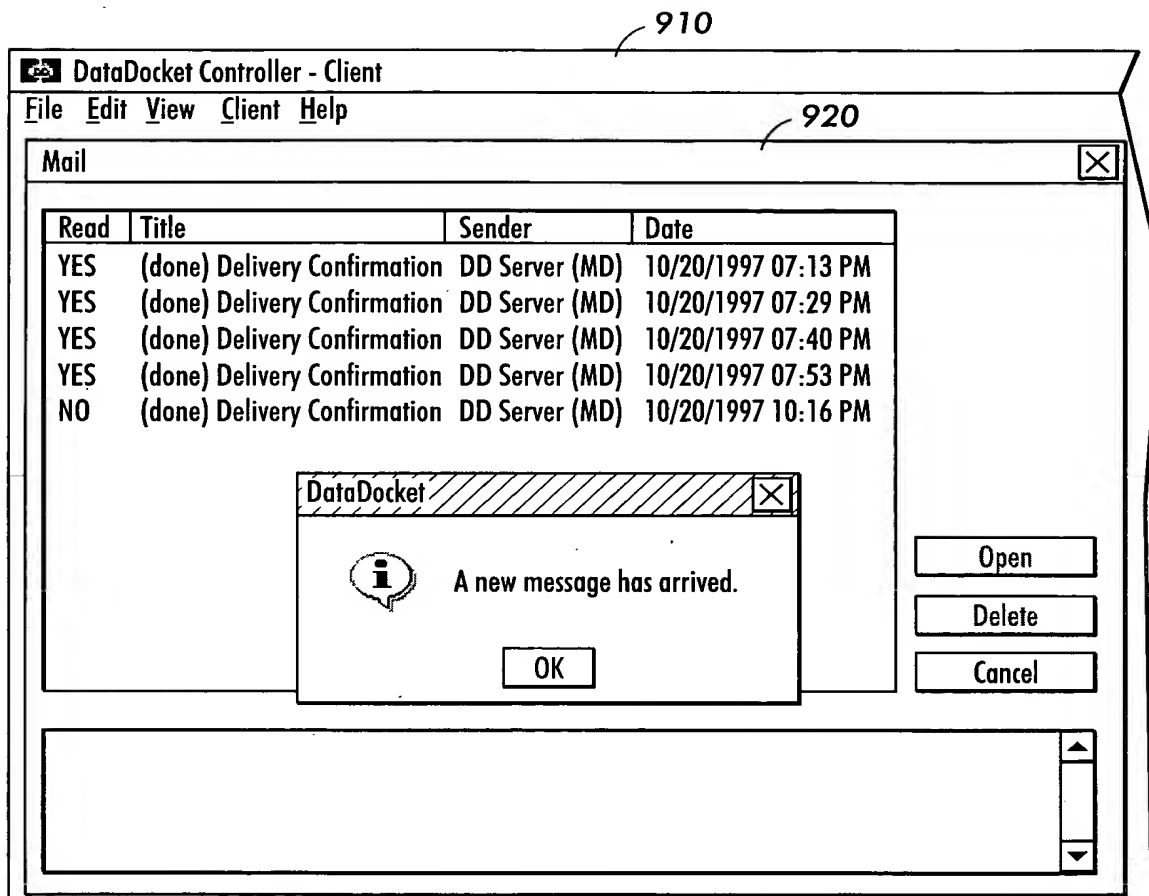 910
DataDocket Controller - Client
File Edit View Client Help
920
Mail
Read Title Sender Date
YES (done) Delivery Confirmation DD Server (MD) 10/20/1997 07:13 PM
YES (done) Delivery Confirmation DD Server (MD) 10/20/1997 07:29 PM
YES (done) Delivery Confirmation DD Server (MD) 10/20/1997 07:40 PM
YES (done) Delivery Confirmation DD Server (MD) 10/20/1997 07:53 PM
NO (done) Delivery Confirmation DD Server (MD) 10/20/1997 10:16 PM
DataDocket
A new message has arrived.
OK
Open
Delete
Cancel